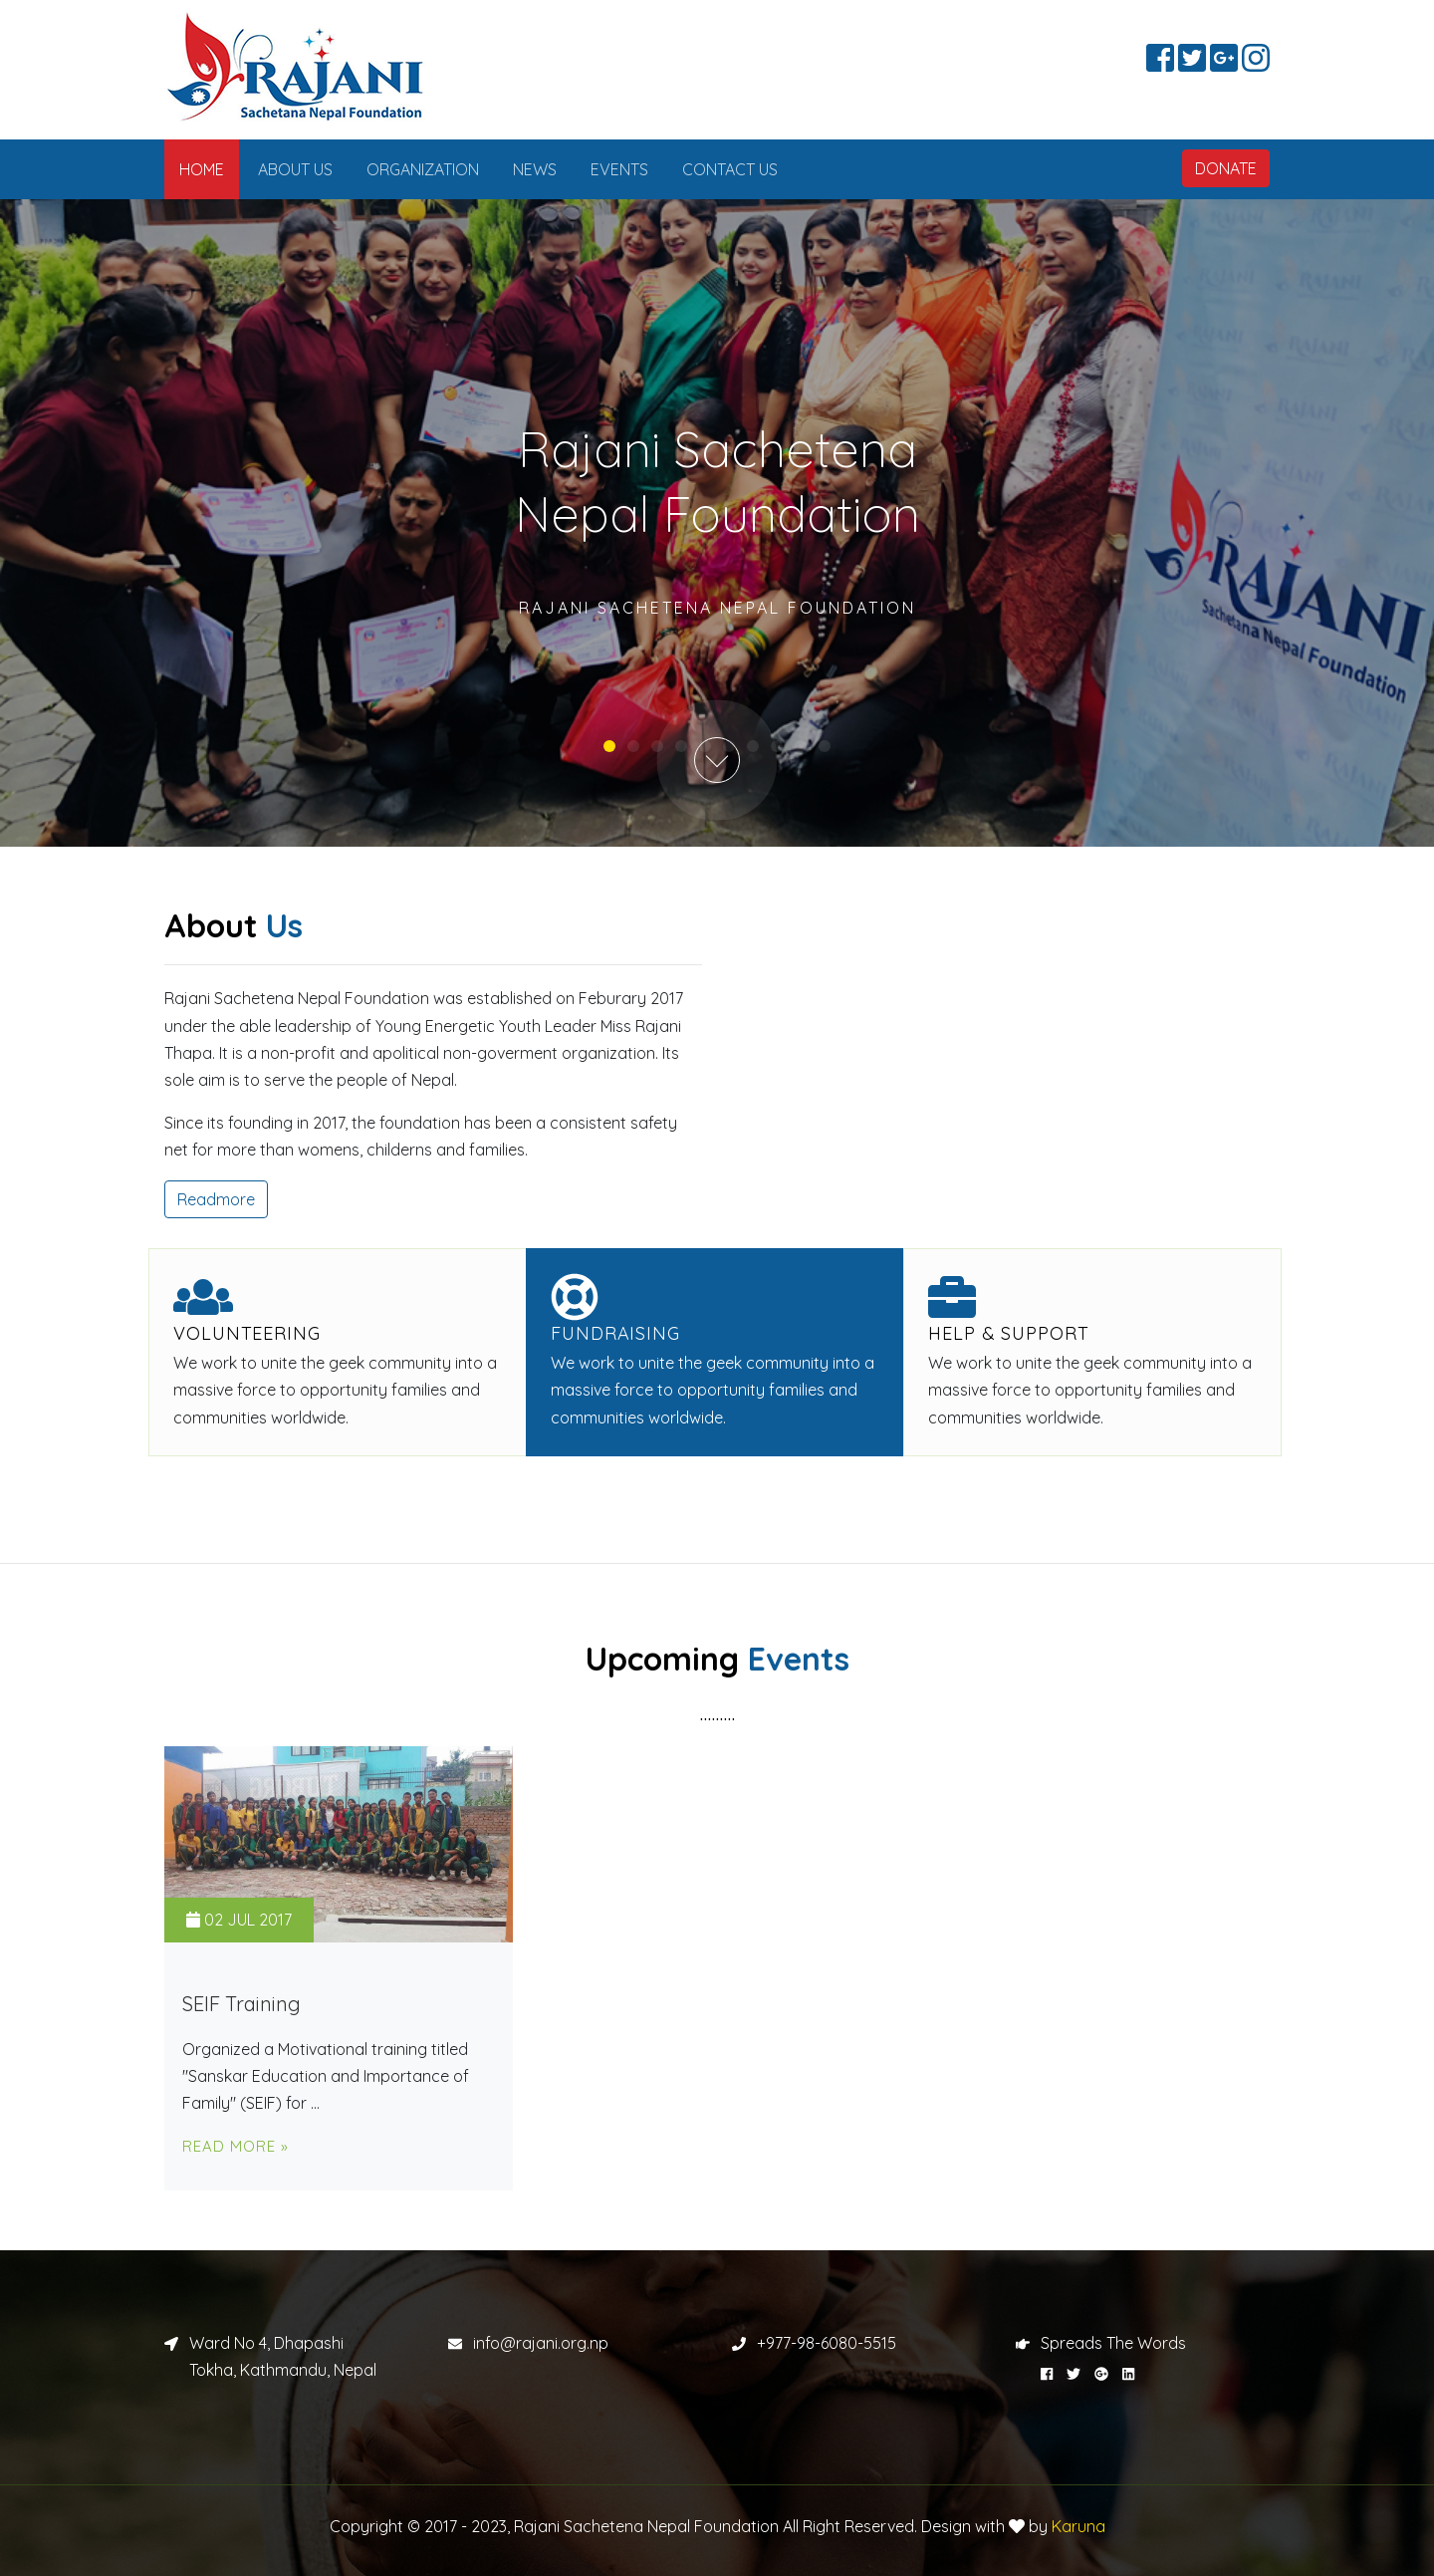 RAJANI
Sachetana Nepal Foundation
HOME
ABOUT US
ORGANIZATION
NEWS
EVENTS
CONTACT US
DONATE
Rajani Sachetena
Nepal Foundation
RAJANI SACHETENA NEPAL FOUNDATION
RAJANI
Sachetana Nepal Foundation
About Us
Rajani Sachetena Nepal Foundation was established on Feburary 2017
under the able leadership of Young Energetic Youth Leader Miss Rajani
Thapa. It is a non-profit and apolitical non-goverment organization. Its
sole aim is to serve the people of Nepal.
Since its founding in 2017, the foundation has been a consistent safety
net for more than womens, childerns and families.
Readmore
VOLUNTEERING
We work to unite the geek community into a
massive force to opportunity families and
communities worldwide.
FUNDRAISING
We work to unite the geek community into a
massive force to opportunity families and
communities worldwide.
HELP & SUPPORT
We work to unite the geek community into a
massive force to opportunity families and
communities worldwide.
Upcoming Events
.........
02 JUL 2017
SEIF Training
Organized a Motivational training titled
"Sanskar Education and Importance of
Family" (SEIF) for ...
READ MORE »
Ward No 4, Dhapashi
Tokha, Kathmandu, Nepal
info@rajani.org.np
+977-98-6080-5515
Spreads The Words
Copyright © 2017 - 2023, Rajani Sachetena Nepal Foundation All Right Reserved. Design with by Karuna